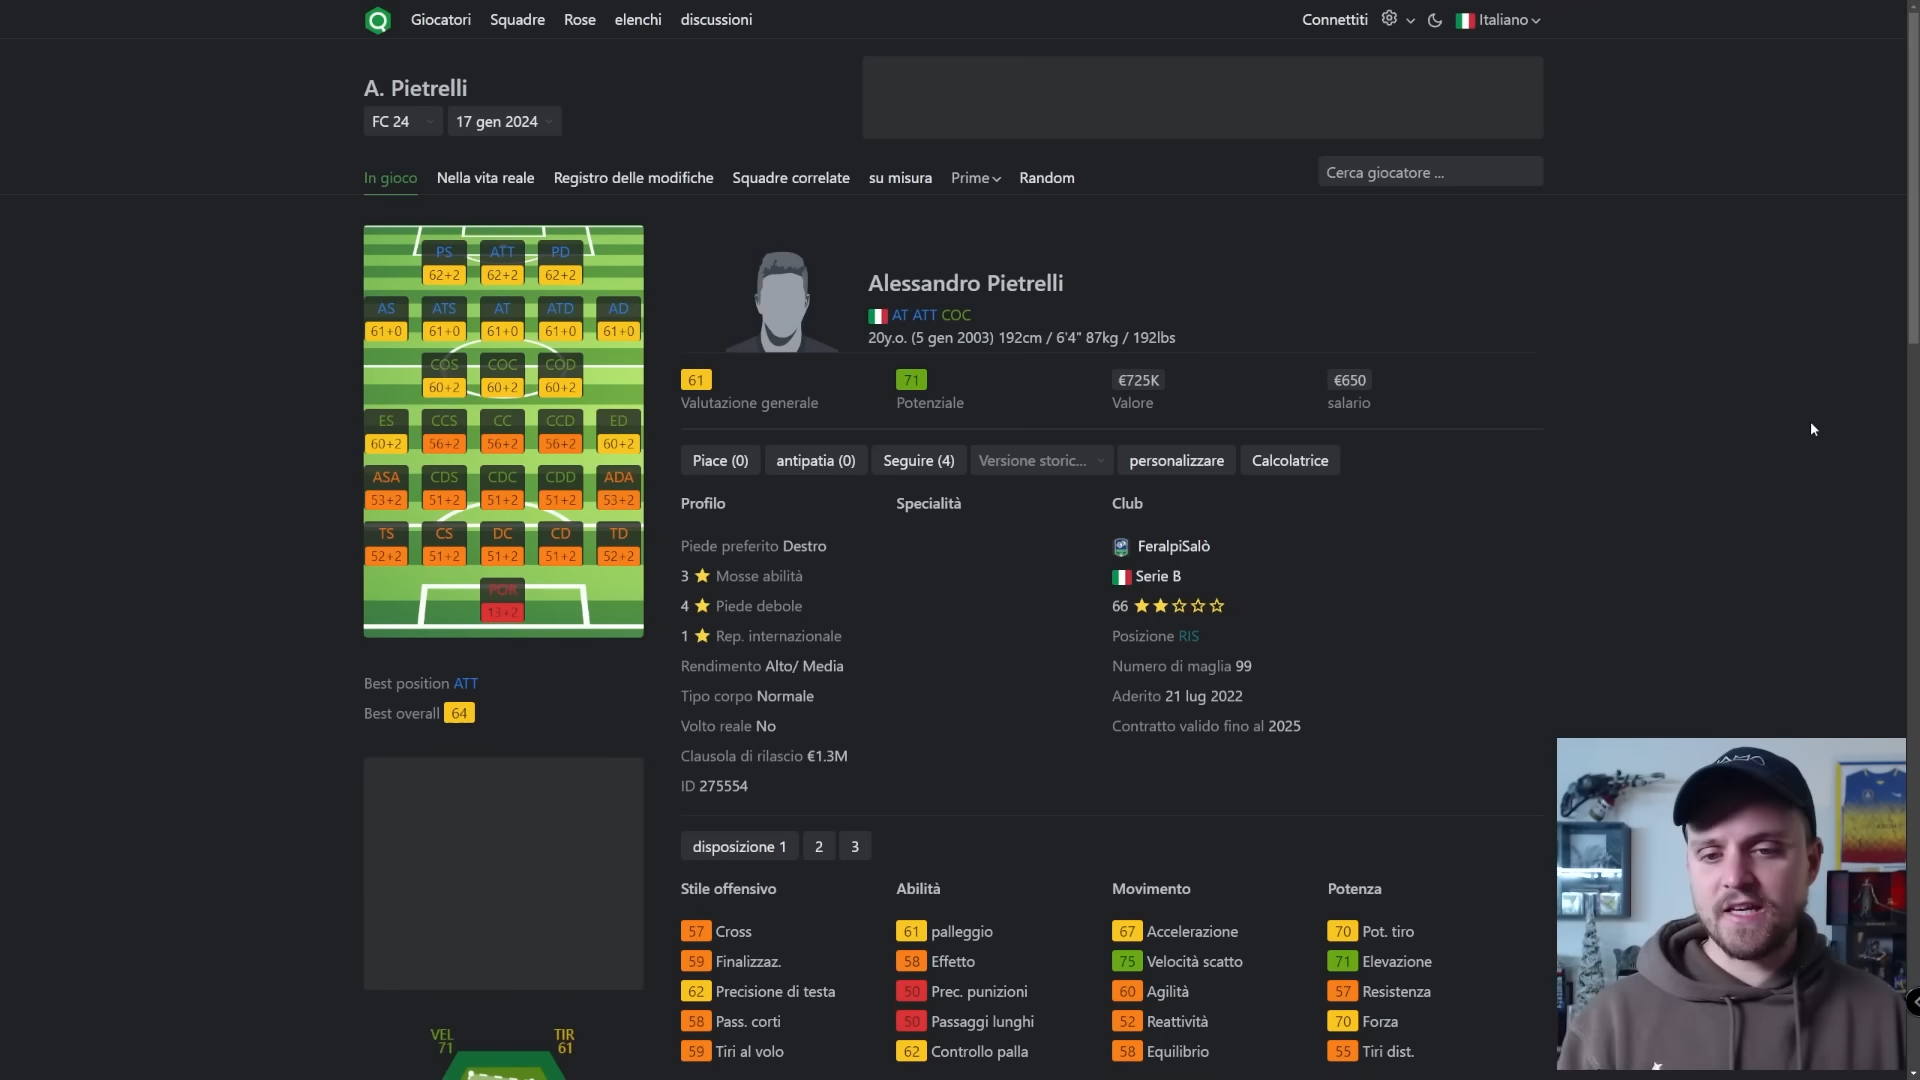 Giocatori Squadre Rose elenchi discussioni Connettiti Italiano
A. Pietrelli
FC 24 17 gen 2024
In gioco Nella vita reale Registro delle modifiche Squadre correlate su misura Prime Random
Cerca giocatore ...
PS ATT PD
62+2 62+2 62+2
AS ATS AT ATD AD
61+0 61+0 61+0 61+0 61+0
COS COC COD
60+2 60+2 60+2
ES CCS CC CCD ED
60+2 56+2 56+2 56+2 60+2
ASA CDS CDC CDD ADA
53+2 51+2 51+2 51+2 53+2
TS CS DC CD TD
52+2 51+2 51+2 51+2 52+2
POR
13+2
Best position ATT
Best overall 64
VEL TIR
71 61
Alessandro Pietrelli
AT ATT COC
20y.o. (5 gen 2003) 192cm / 6'4" 87kg / 192lbs
61 71 €725K €650
Valutazione generale Potenziale Valore salario
Piace (0) antipatia (0) Seguire (4) Versione storic... personalizzare Calcolatrice
Profilo
Piede preferito Destro
3 Mosse abilità
4 Piede debole
1 Rep. internazionale
Rendimento Alto/ Media
Tipo corpo Normale
Volto reale No
Clausola di rilascio €1.3M
ID 275554
Specialità
Club
FeralpiSalò
Serie B
66
Posizione RIS
Numero di maglia 99
Aderito 21 lug 2022
Contratto valido fino al 2025
disposizione 1 2 3
Stile offensivo
57 Cross
59 Finalizzaz.
62 Precisione di testa
58 Pass. corti
59 Tiri al volo
Abilità
61 palleggio
58 Effetto
50 Prec. punizioni
50 Passaggi lunghi
62 Controllo palla
Movimento
67 Accelerazione
75 Velocità scatto
60 Agilità
52 Reattività
58 Equilibrio
Potenza
70 Pot. tiro
71 Elevazione
57 Resistenza
70 Forza
55 Tiri dist.